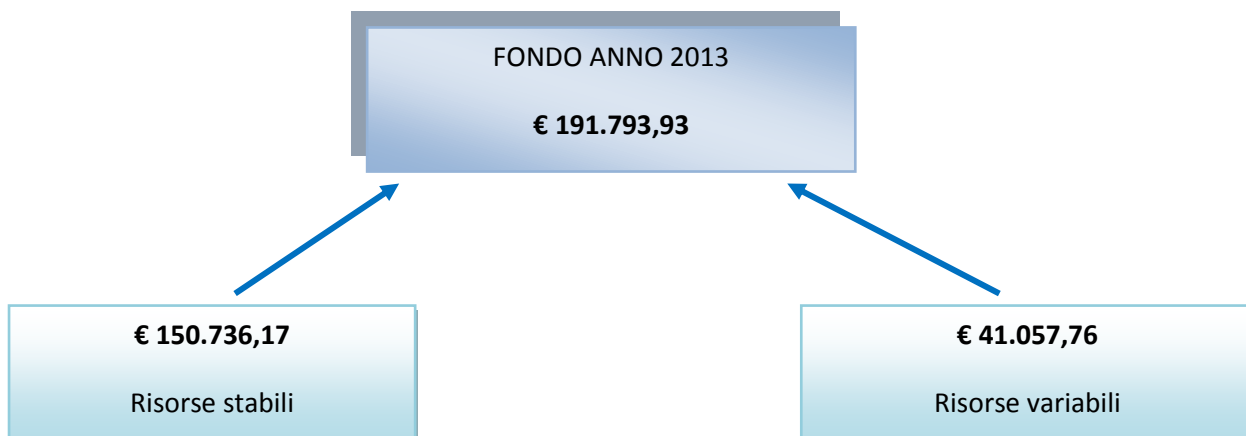 FONDO ANNO 2013
€ 191.793,93
€ 150.736,17
Risorse stabili
€ 41.057,76
Risorse variabili